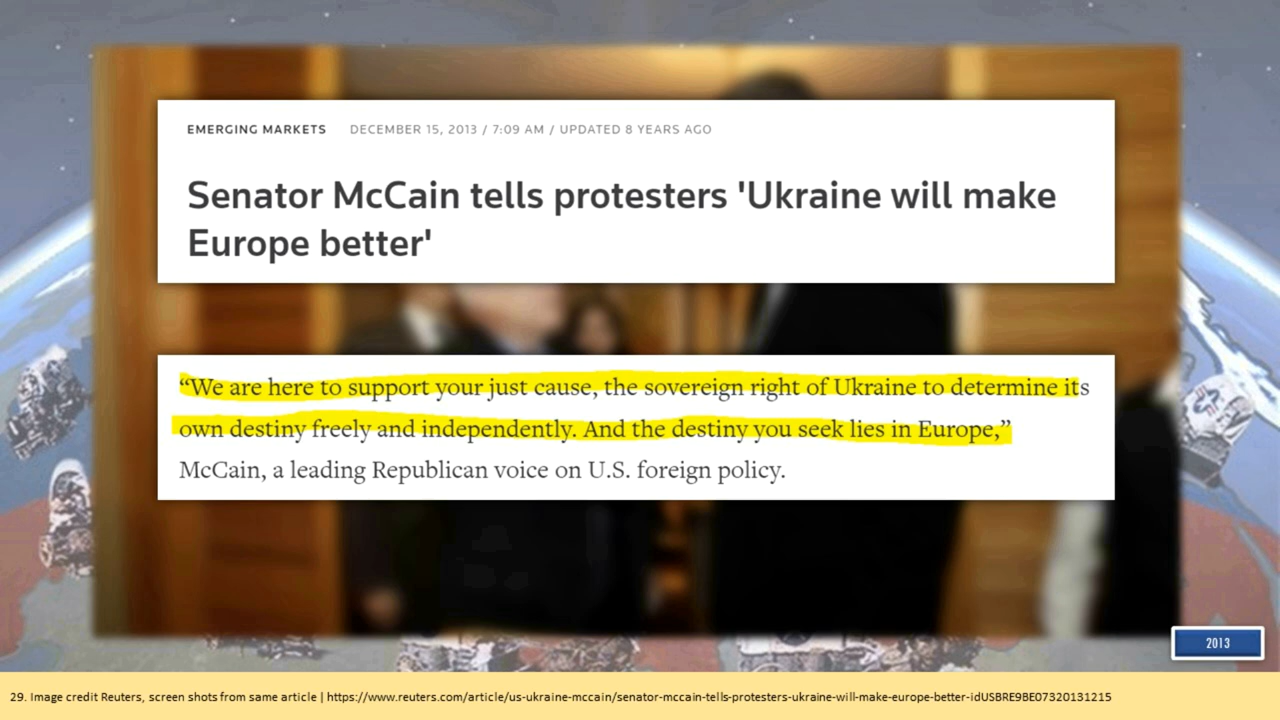 EMERGING MARKETS DECEMBER 15, 2013 / 7:09 AM / UPDATED 8 YEARS AGO
Senator McCain tells protesters 'Ukraine will make
Europe better'
“We are here to support your just cause, the sovereign right of Ukraine to determine its
own destiny freely and independently. And the destiny you seek lies in Europe,”
McCain, a leading Republican voice on U.S. foreign policy.
2013
29. Image credit Reuters, screen shots from same article | https://www.reuters.com/article/us-ukraine-mccain/senator-mccain-tells-protesters-ukraine-will-make-europe-better-idUSBRE9BE07320131215